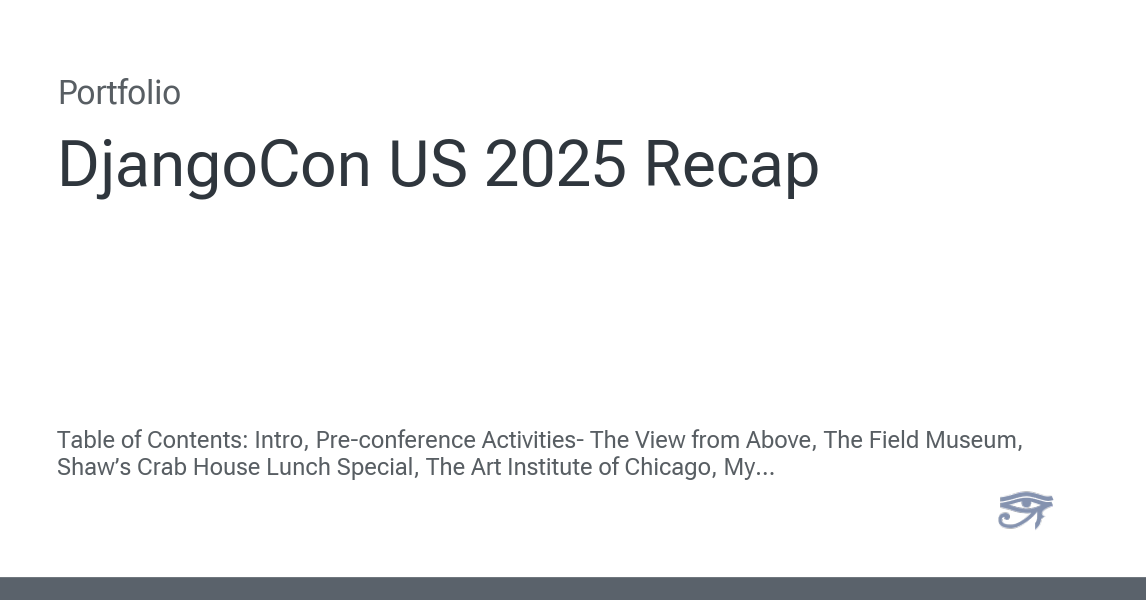 Portfolio
DjangoCon US 2025 Recap
Table of Contents: Intro, Pre-conference Activities- The View from Above, The Field Museum,
Shaw’s Crab House Lunch Special, The Art Institute of Chicago, My...